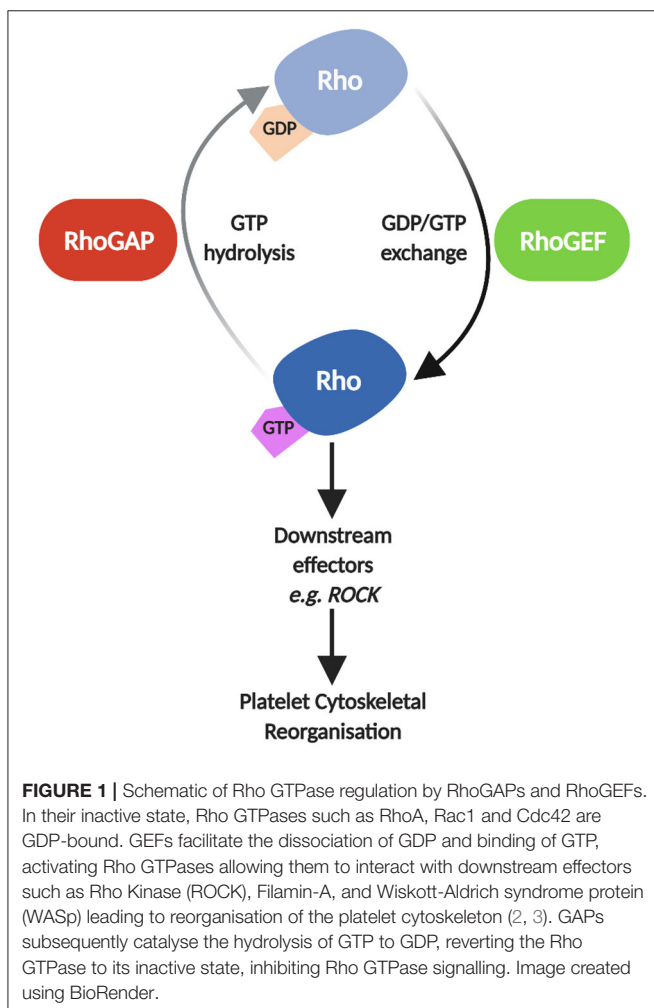 Rho
GDP
RhoGAP
GTP
hydrolysis
GDP/GTP
exchange
RhoGEF
Rho
GTP
Downstream
effectors
e.g. ROCK
Platelet Cytoskeletal
Reorganisation
FIGURE 1 | Schematic of Rho GTPase regulation by RhoGAPs and RhoGEFs.
In their inactive state, Rho GTPases such as RhoA, Rac1 and Cdc42 are
GDP-bound. GEFs facilitate the dissociation of GDP and binding of GTP,
activating Rho GTPases allowing them to interact with downstream effectors
such as Rho Kinase (ROCK), Filamin-A, and Wiskott-Aldrich syndrome protein
(WASp) leading to reorganisation of the platelet cytoskeleton (2, 3). GAPs
subsequently catalyse the hydrolysis of GTP to GDP, reverting the Rho
GTPase to its inactive state, inhibiting Rho GTPase signalling. Image created
using BioRender.